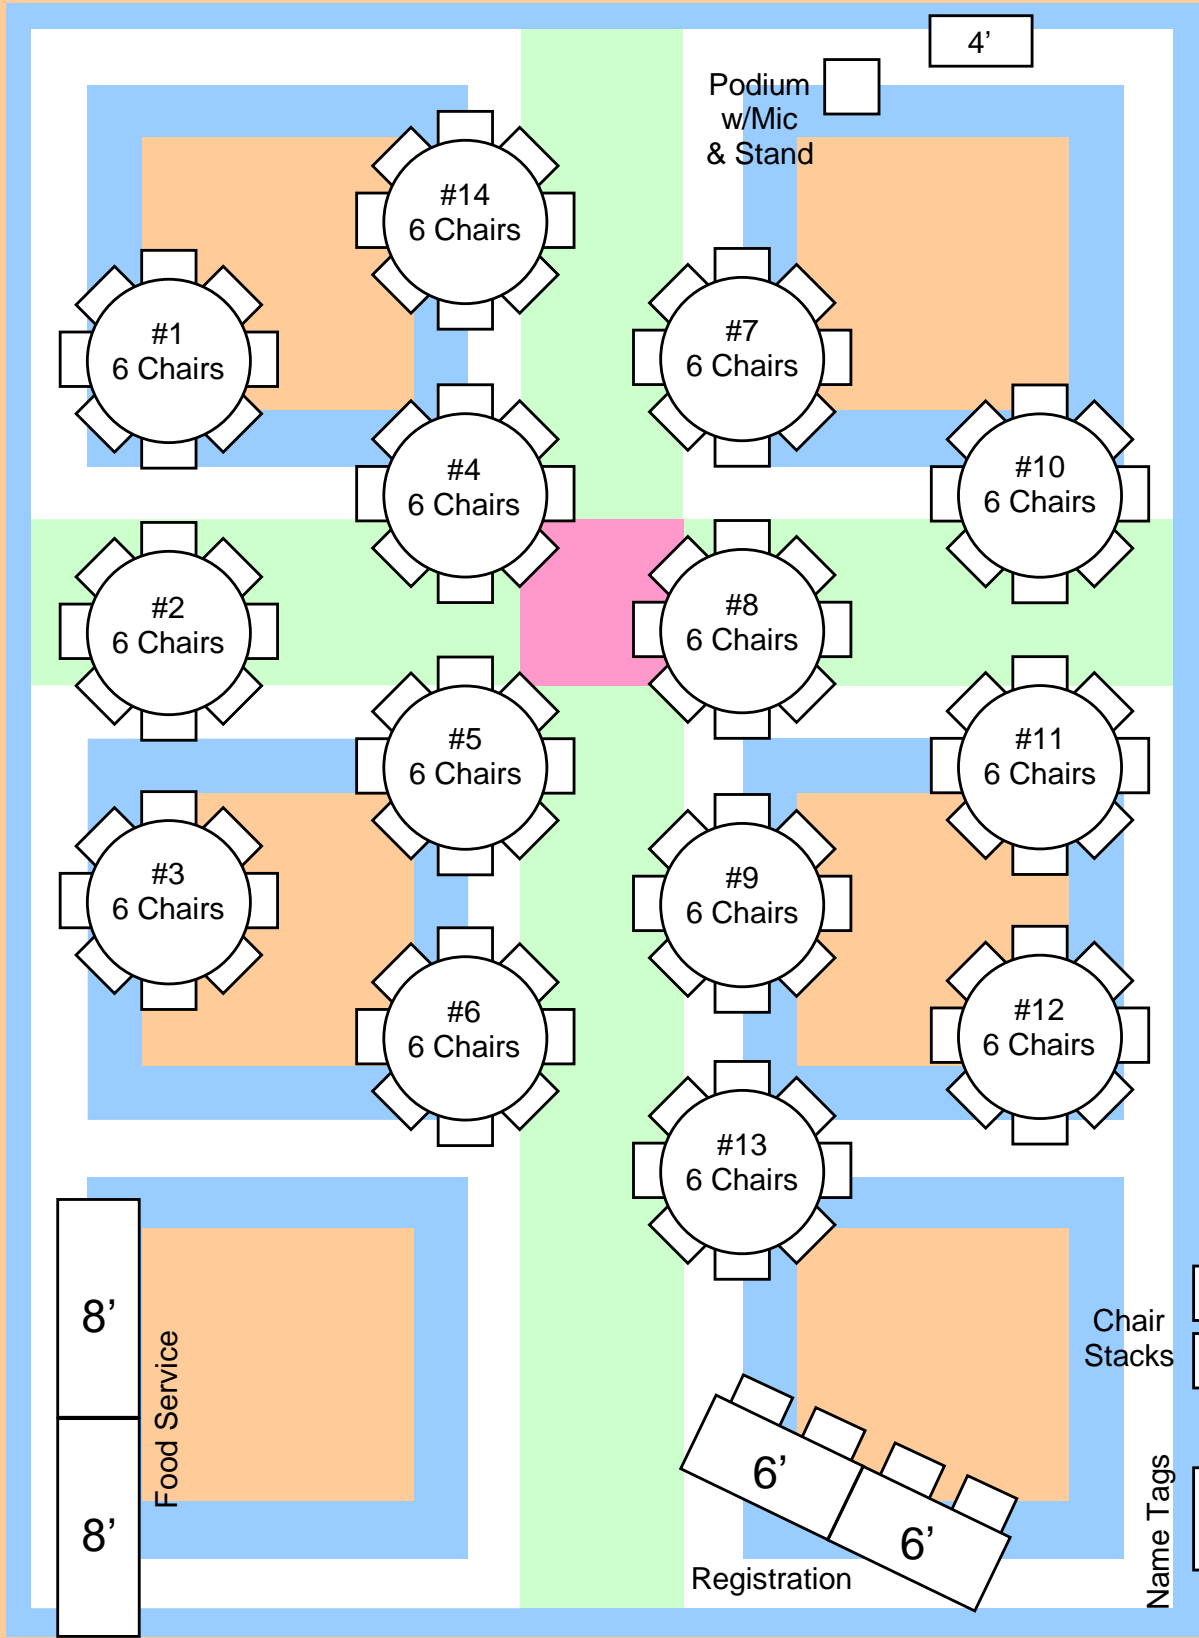 4’
Podium
w/Mic
& Stand
#14
6 Chairs
#1
6 Chairs
#7
6 Chairs
#4
6 Chairs
#10
6 Chairs
#2
6 Chairs
#8
6 Chairs
#5
6 Chairs
#11
6 Chairs
#3
6 Chairs
#9
6 Chairs
#6
6 Chairs
#12
6 Chairs
#13
6 Chairs
8’
Food Service
8’
Chair
Stacks
6’
6’
Registration
Name Tags